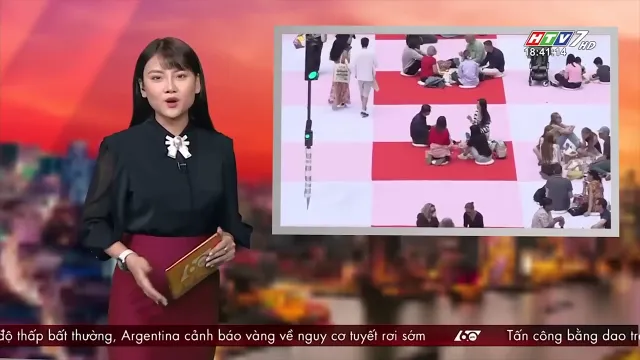 HTV7 HD
18:41:14
độ thấp bất thường, Argentina cảnh báo vàng về nguy cơ tuyết rơi sớm 60 Tấn công bằng dao tr